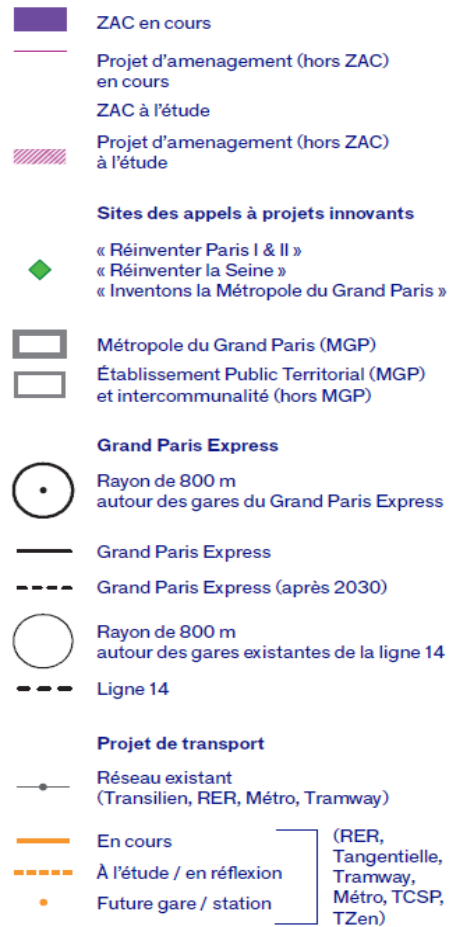 ZAC en cours
Projet d'amenagement (hors ZAC)
en cours
ZAC à l'étude
Projet d'amenagement (hors ZAC)
à l'étude
Sites des appels à projets innovants
« Réinventer Paris I & II »
« Réinventer la Seine »
« Inventons la Métropole du Grand Paris »
Métropole du Grand Paris (MGP)
Établissement Public Territorial (MGP)
et intercommunalité (hors MGP)
Grand Paris Express
Rayon de 800 m
autour des gares du Grand Paris Express
Grand Paris Express
Grand Paris Express (après 2030)
Rayon de 800 m
autour des gares existantes de la ligne 14
Ligne 14
Projet de transport
Réseau existant
(Transilien, RER, Métro, Tramway)
En cours
À l'étude / en réflexion
Future gare / station
(RER,
Tangentielle,
Tramway,
Métro, TCSP,
TZen)